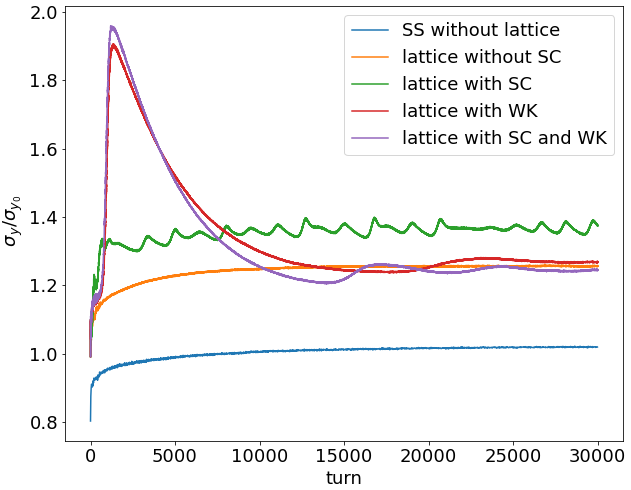 2.0
1.8
1.6
1.4
1.2
1.0
0.8
σy/σy₀
SS without lattice
lattice without SC
lattice with SC
lattice with WK
lattice with SC and WK
0 5000 10000 15000 20000 25000 30000
turn